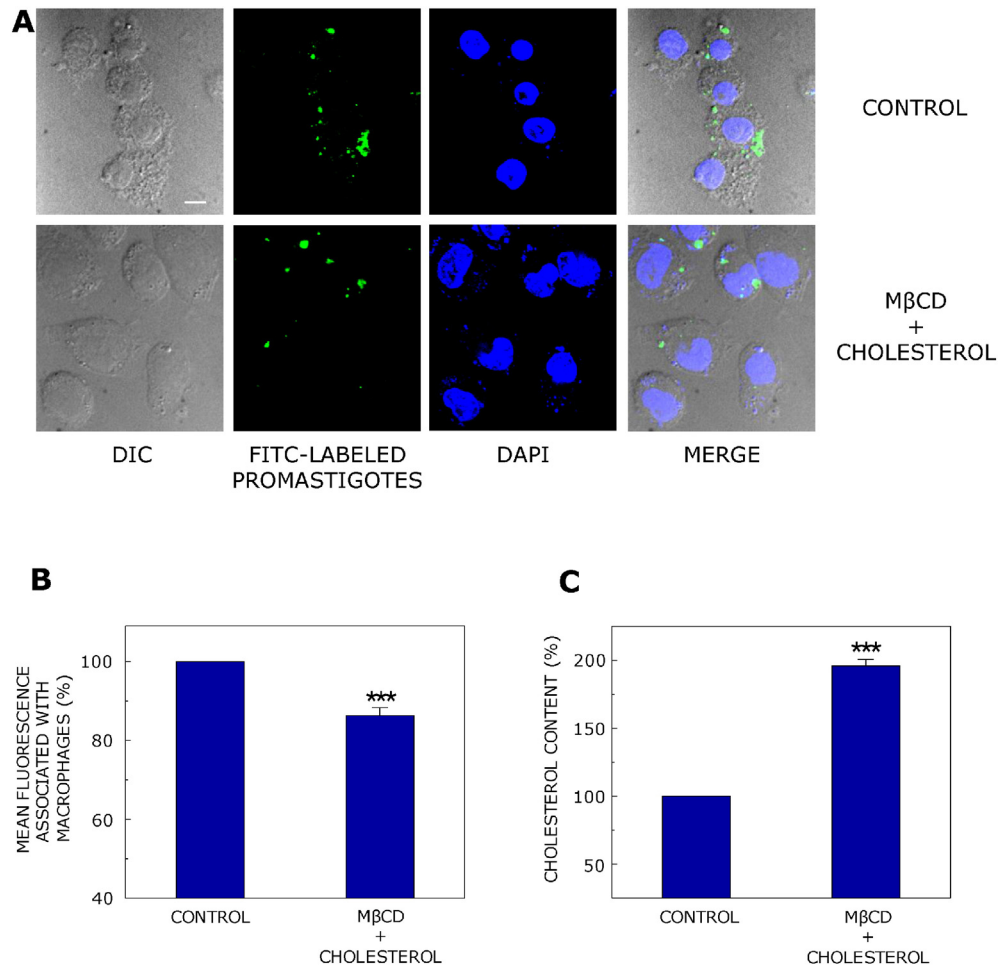 A
CONTROL
MβCD
+
CHOLESTEROL
DIC
FITC-LABELED
PROMASTIGOTES
DAPI
MERGE
B
MEAN FLUORESCENCE
ASSOCIATED WITH
MACROPHAGES (%)
100
80
60
40
***
CONTROL
MβCD
+
CHOLESTEROL
C
CHOLESTEROL CONTENT (%)
200
150
100
50
***
CONTROL
MβCD
+
CHOLESTEROL